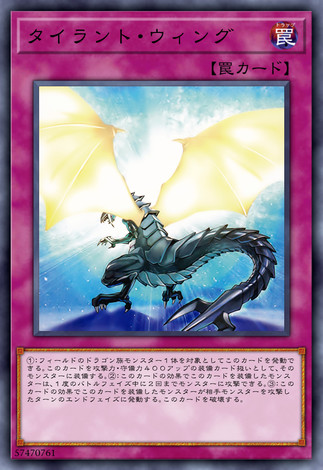 タイラント・ウィング
トラップ
罠
【罠カード】
①：フィールドのドラゴン族モンスター１体を対象としてこのカードを発動で
きる。このカードを攻撃力・守備力４００アップの装備カード扱いとして、その
モンスターに装備する。②：このカードの効果でこのカードを装備したモンス
ターは、１度のバトルフェイズ中に２回までモンスターに攻撃できる。③：この
カードの効果でこのカードを装備したモンスターが相手モンスターを攻撃し
たターンのエンドフェイズに発動する。このカードを破壊する。
57470761